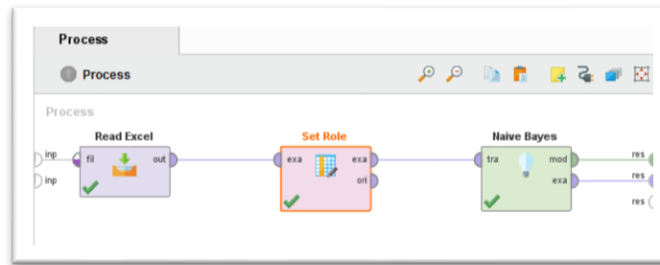 Process
Process
Process
Read Excel
Set Role
Naive Bayes
inp
fil
out
exa
exa
tra
mod
res
inp
ori
exa
res
res